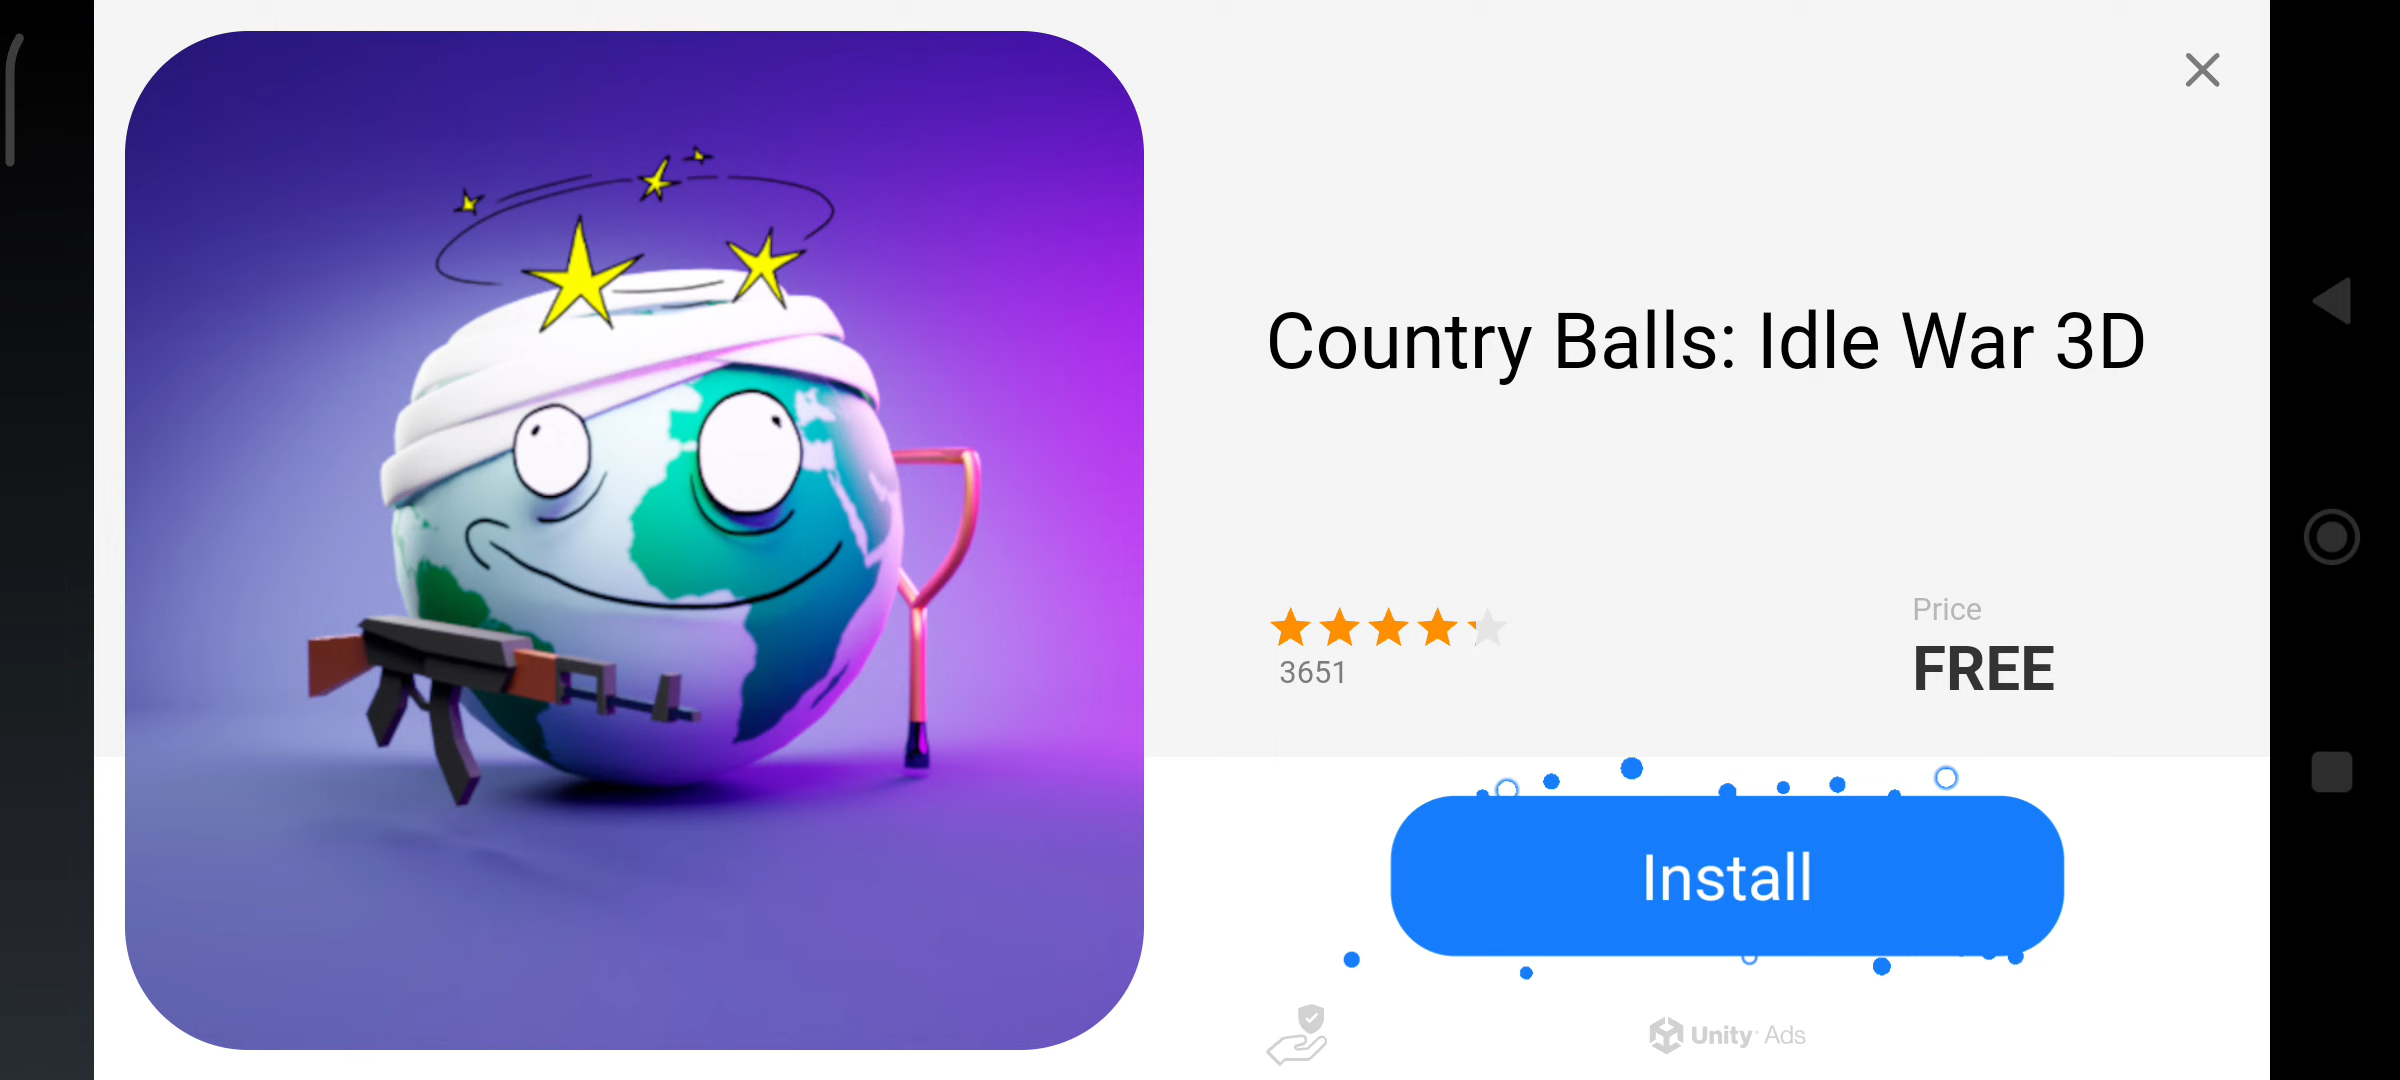 Country Balls: Idle War 3D
3651
Price
FREE
Install
Unity Ads